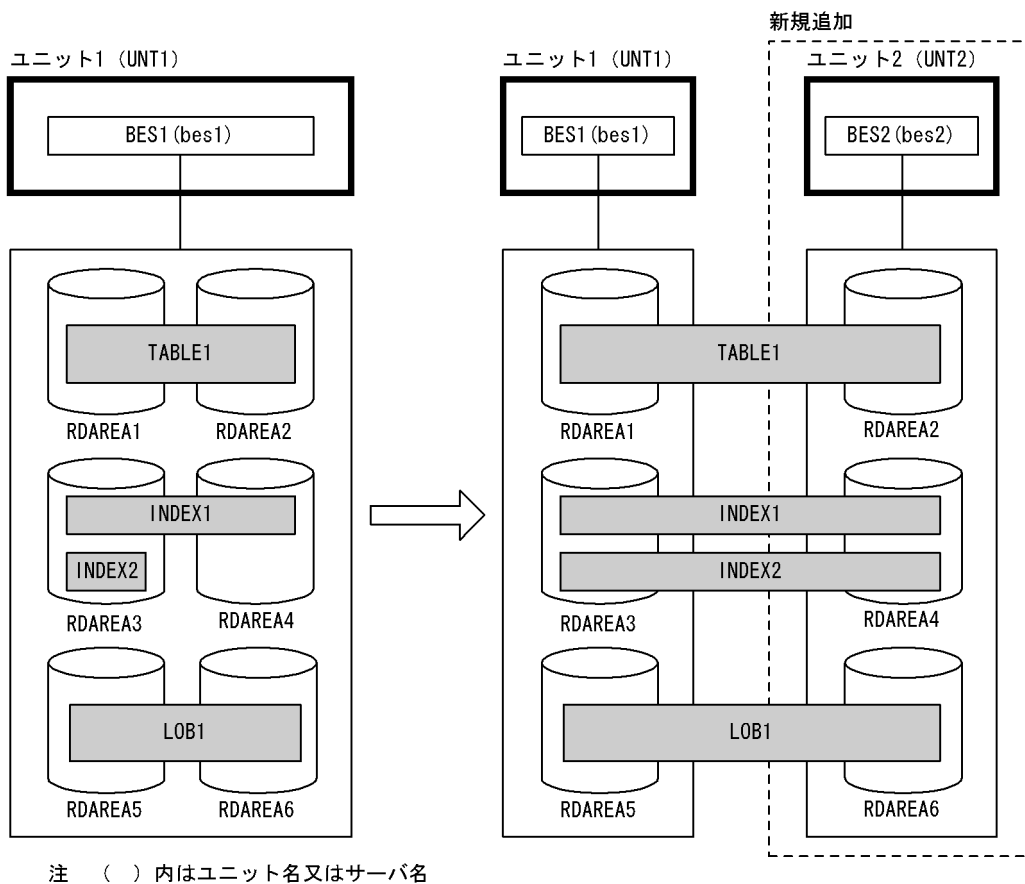 新規追加
ユニット1（UNT1）
ユニット1（UNT1）
ユニット2（UNT2）
BES1(bes1)
BES1(bes1)
BES2(bes2)
TABLE1
RDAREA1
RDAREA2
INDEX1
INDEX2
RDAREA3
RDAREA4
LOB1
RDAREA5
RDAREA6
TABLE1
RDAREA1
RDAREA2
INDEX1
INDEX2
RDAREA3
RDAREA4
LOB1
RDAREA5
RDAREA6
注　（　）内はユニット名又はサーバ名